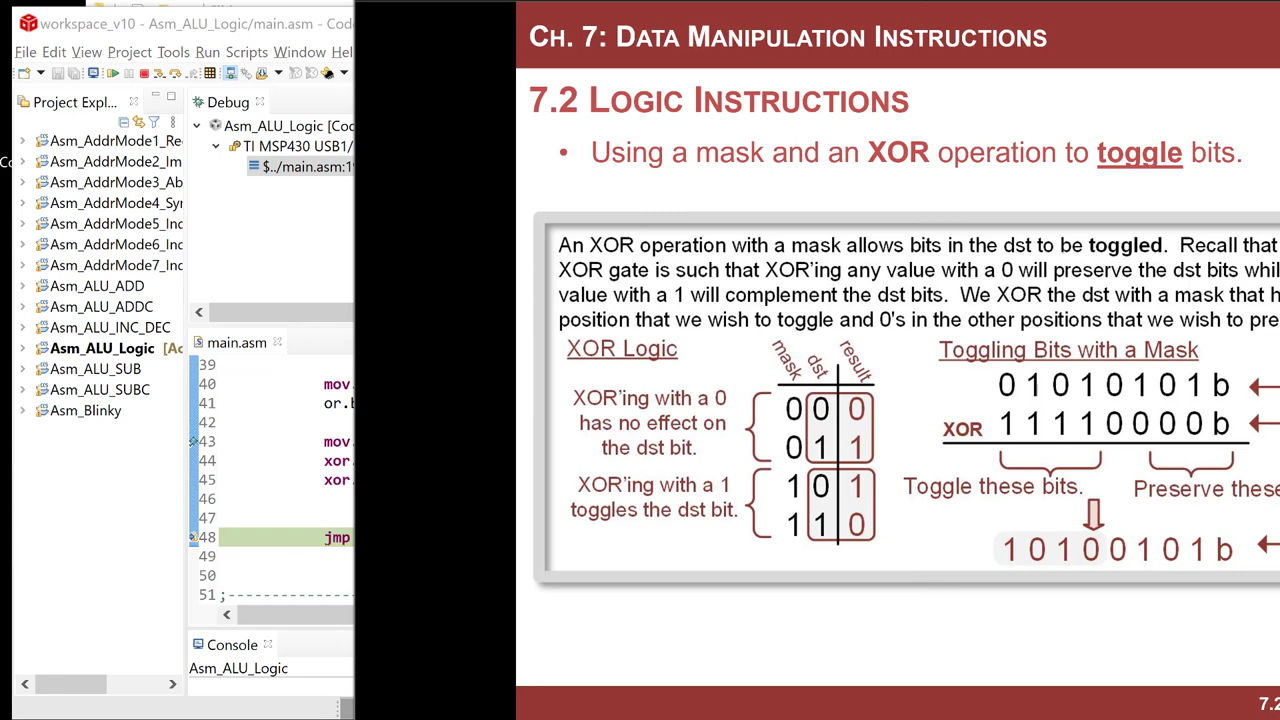 workspace_v10 - Asm_ALU_Logic/main.asm - Cod
File Edit View Project Tools Run Scripts Window Hel
Project Expl...
Asm_AddrMode1_Re
Asm_AddrMode2_Im
Asm_AddrMode3_Ab
Asm_AddrMode4_Sy
Asm_AddrMode5_Inc
Asm_AddrMode6_Inc
Asm_AddrMode7_Inc
Asm_ALU_ADD
Asm_ALU_ADDC
Asm_ALU_INC_DEC
Asm_ALU_Logic [Ac
Asm_ALU_SUB
Asm_ALU_SUBC
Asm_Blinky
Debug
Asm_ALU_Logic [Cod
TI MSP430 USB1/
$../main.asm:1
main.asm
39
40 mov.
41 or.b
42
43 mov.
44 xor.
45 xor.
46
47
48 jmp
49
50
51 ;------------
Console
Asm_ALU_Logic
CH. 7: DATA MANIPULATION INSTRUCTIONS
7.2 LOGIC INSTRUCTIONS
• Using a mask and an XOR operation to toggle bits.
An XOR operation with a mask allows bits in the dst to be toggled. Recall that
XOR gate is such that XOR'ing any value with a 0 will preserve the dst bits whil
value with a 1 will complement the dst bits. We XOR the dst with a mask that h
position that we wish to toggle and 0's in the other positions that we wish to pre
XOR Logic
XOR'ing with a 0
has no effect on
the dst bit.
XOR'ing with a 1
toggles the dst bit.
mask dst result
0 0 0
0 1 1
1 0 1
1 1 0
Toggling Bits with a Mask
0 1 0 1 0 1 0 1 b
XOR 1 1 1 1 0 0 0 0 b
Toggle these bits. Preserve these
1 0 1 0 0 1 0 1 b
7.2